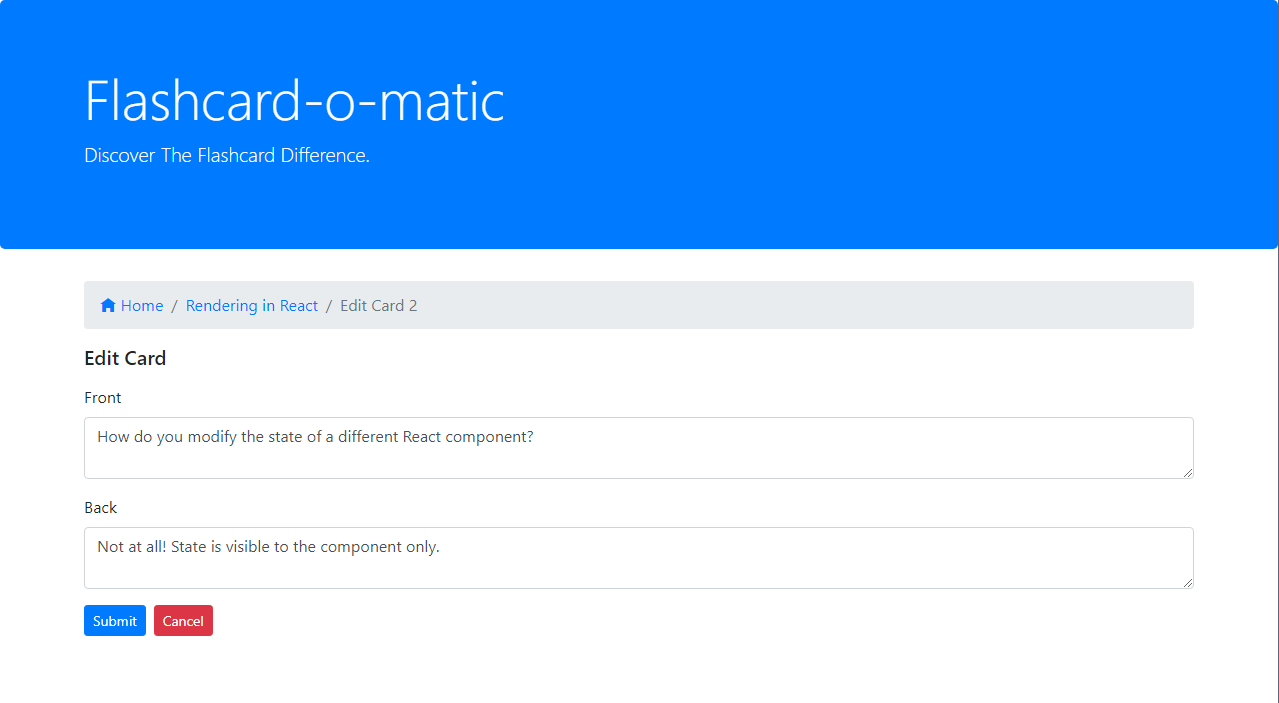 Flashcard-o-matic
Discover The Flashcard Difference.
Home / Rendering in React / Edit Card 2
Edit Card
Front
How do you modify the state of a different React component?
Back
Not at all! State is visible to the component only.
Submit Cancel